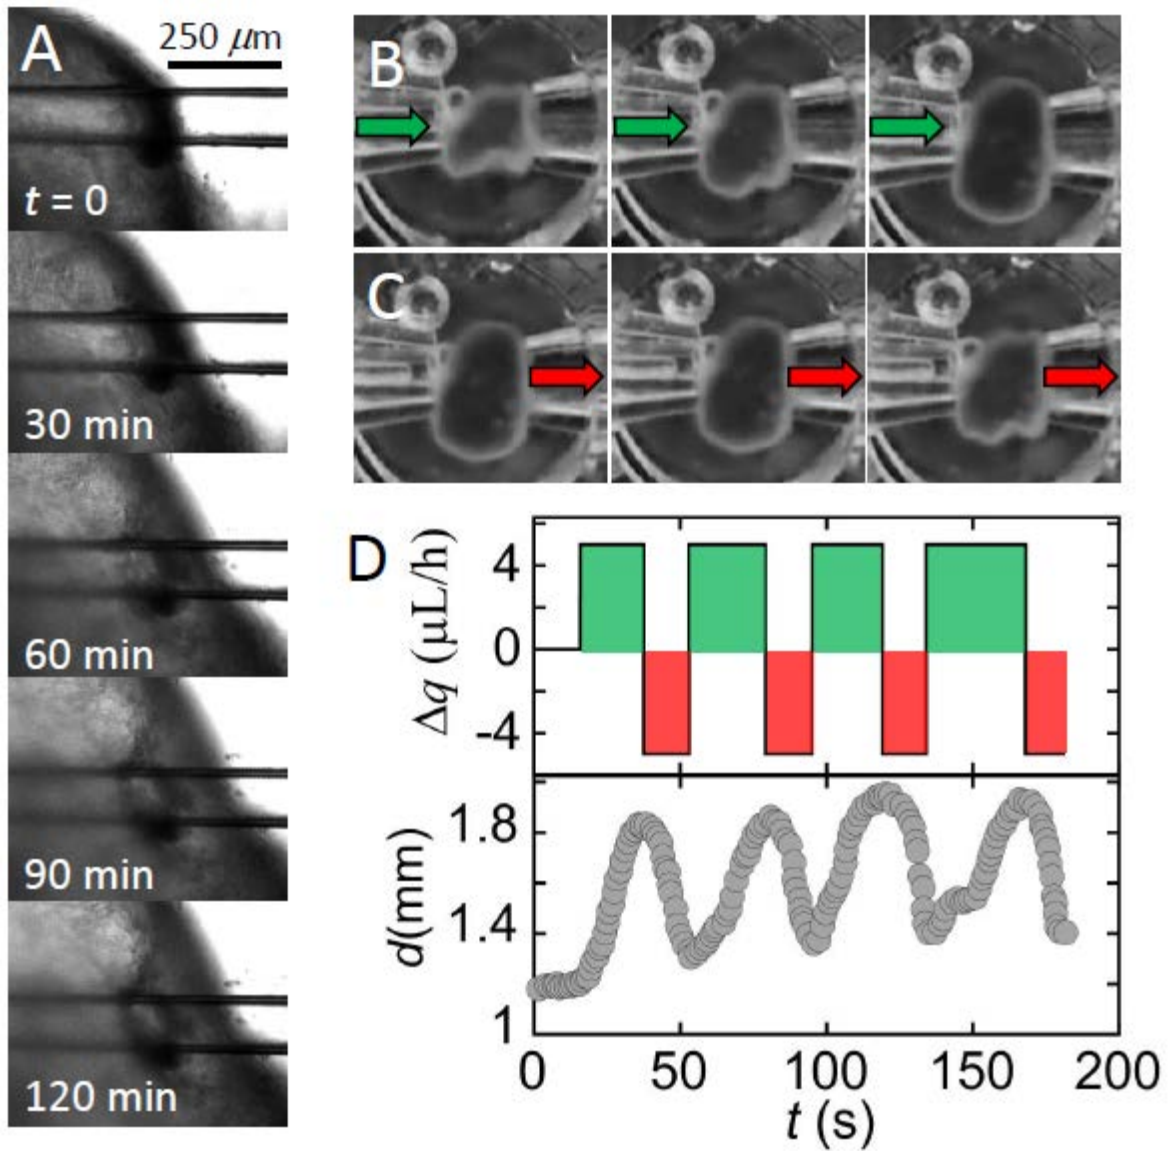 A
250 μm
t = 0
30 min
60 min
90 min
120 min
B
C
D
Δq (μL/h)
4
0
-4
d(mm)
1.8
1.4
1
0 50 100 150 200
t (s)